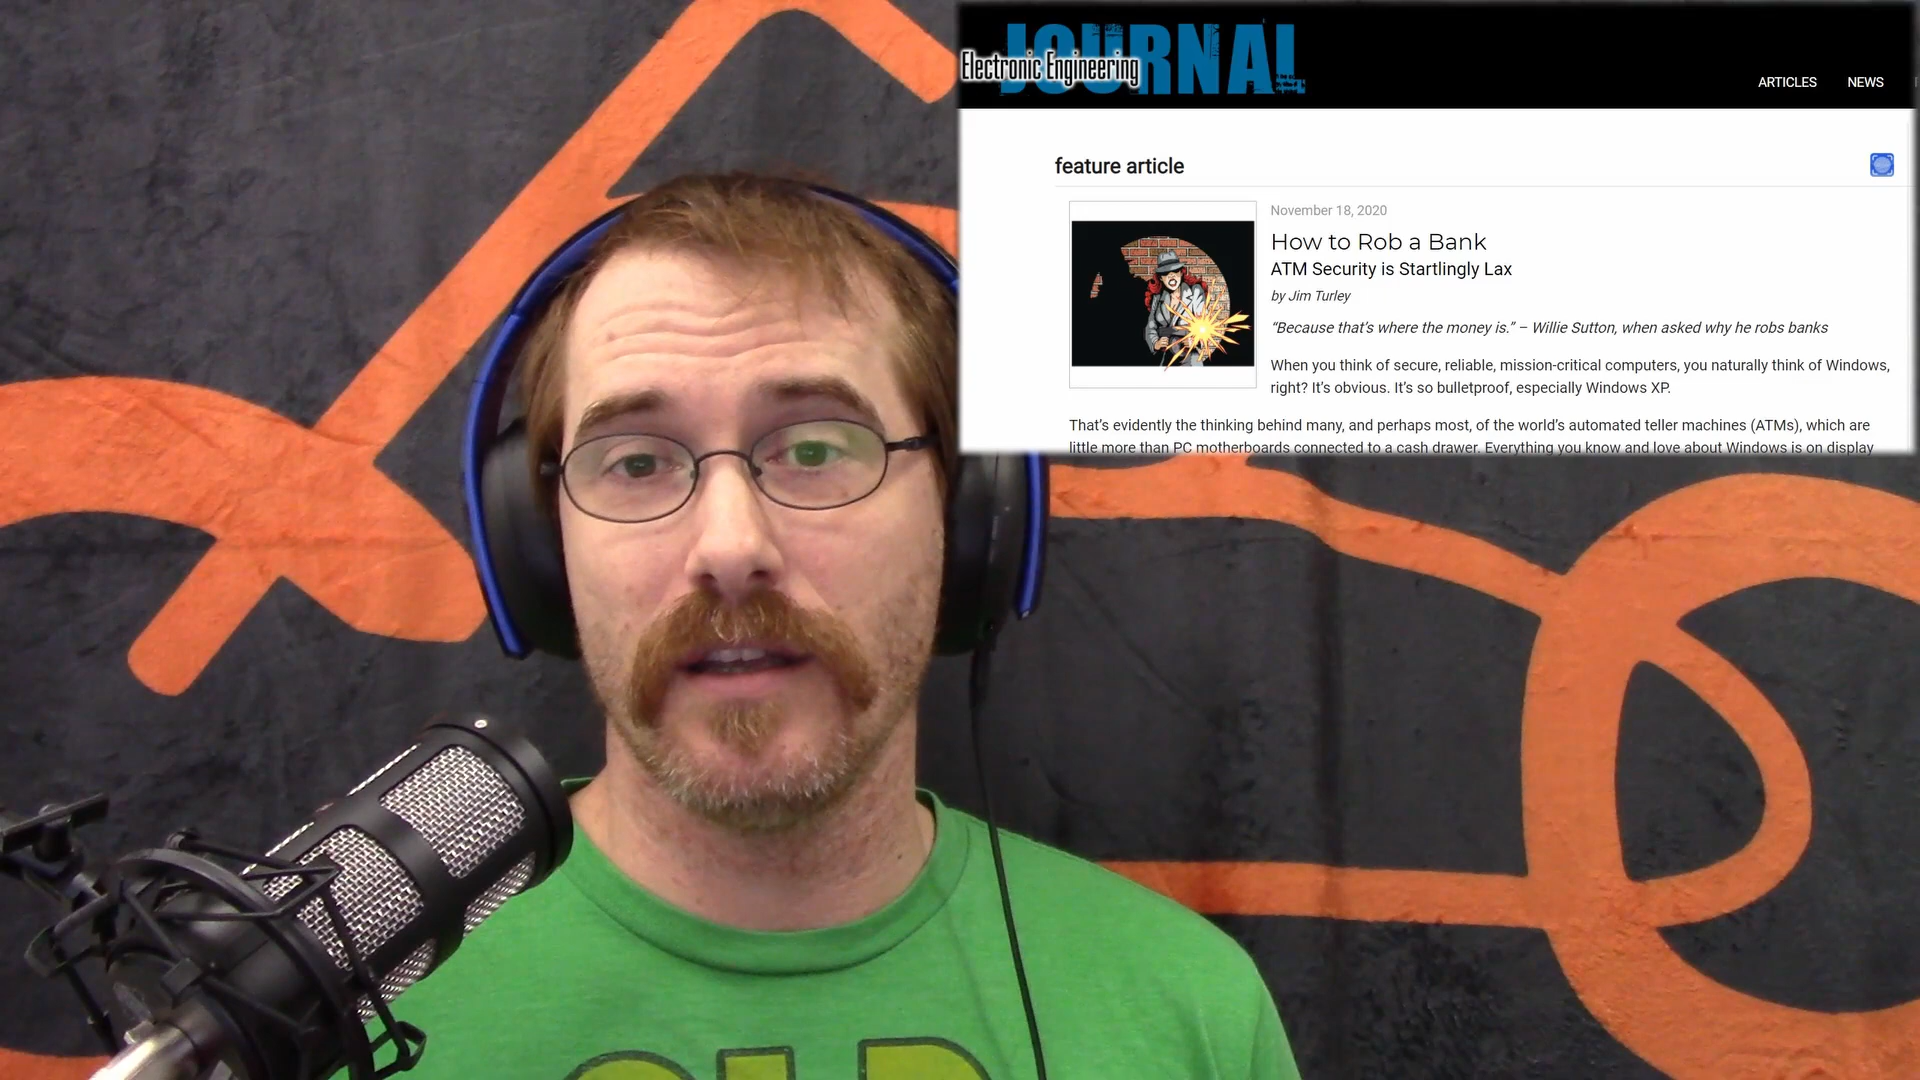 Electronic Engineering
JOURNAL
ARTICLES NEWS
feature article
November 18, 2020
How to Rob a Bank
ATM Security is Startlingly Lax
by Jim Turley
“Because that’s where the money is.” – Willie Sutton, when asked why he robs banks
When you think of secure, reliable, mission-critical computers, you naturally think of Windows,
right? It’s obvious. It’s so bulletproof, especially Windows XP.
That’s evidently the thinking behind many, and perhaps most, of the world’s automated teller machines (ATMs), which are
little more than PC motherboards connected to a cash drawer. Everything you know and love about Windows is on display